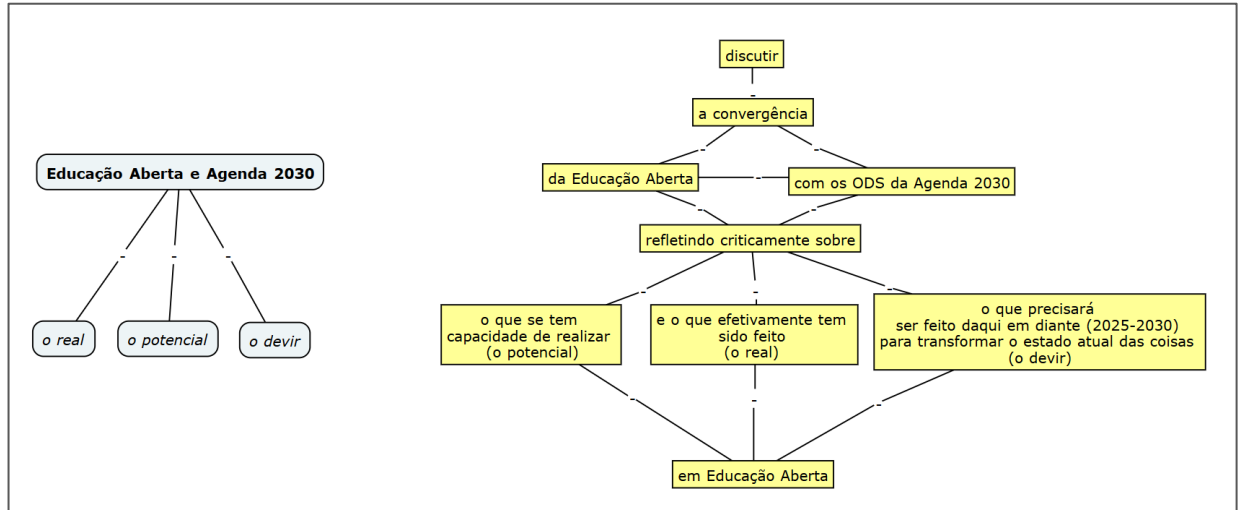 Educação Aberta e Agenda 2030
o real
o potencial
o devir
discutir
a convergência
da Educação Aberta
com os ODS da Agenda 2030
refletindo criticamente sobre
o que se tem
capacidade de realizar
(o potencial)
e o que efetivamente tem
sido feito
(o real)
o que precisará
ser feito daqui em diante (2025-2030)
para transformar o estado atual das coisas
(o devir)
em Educação Aberta